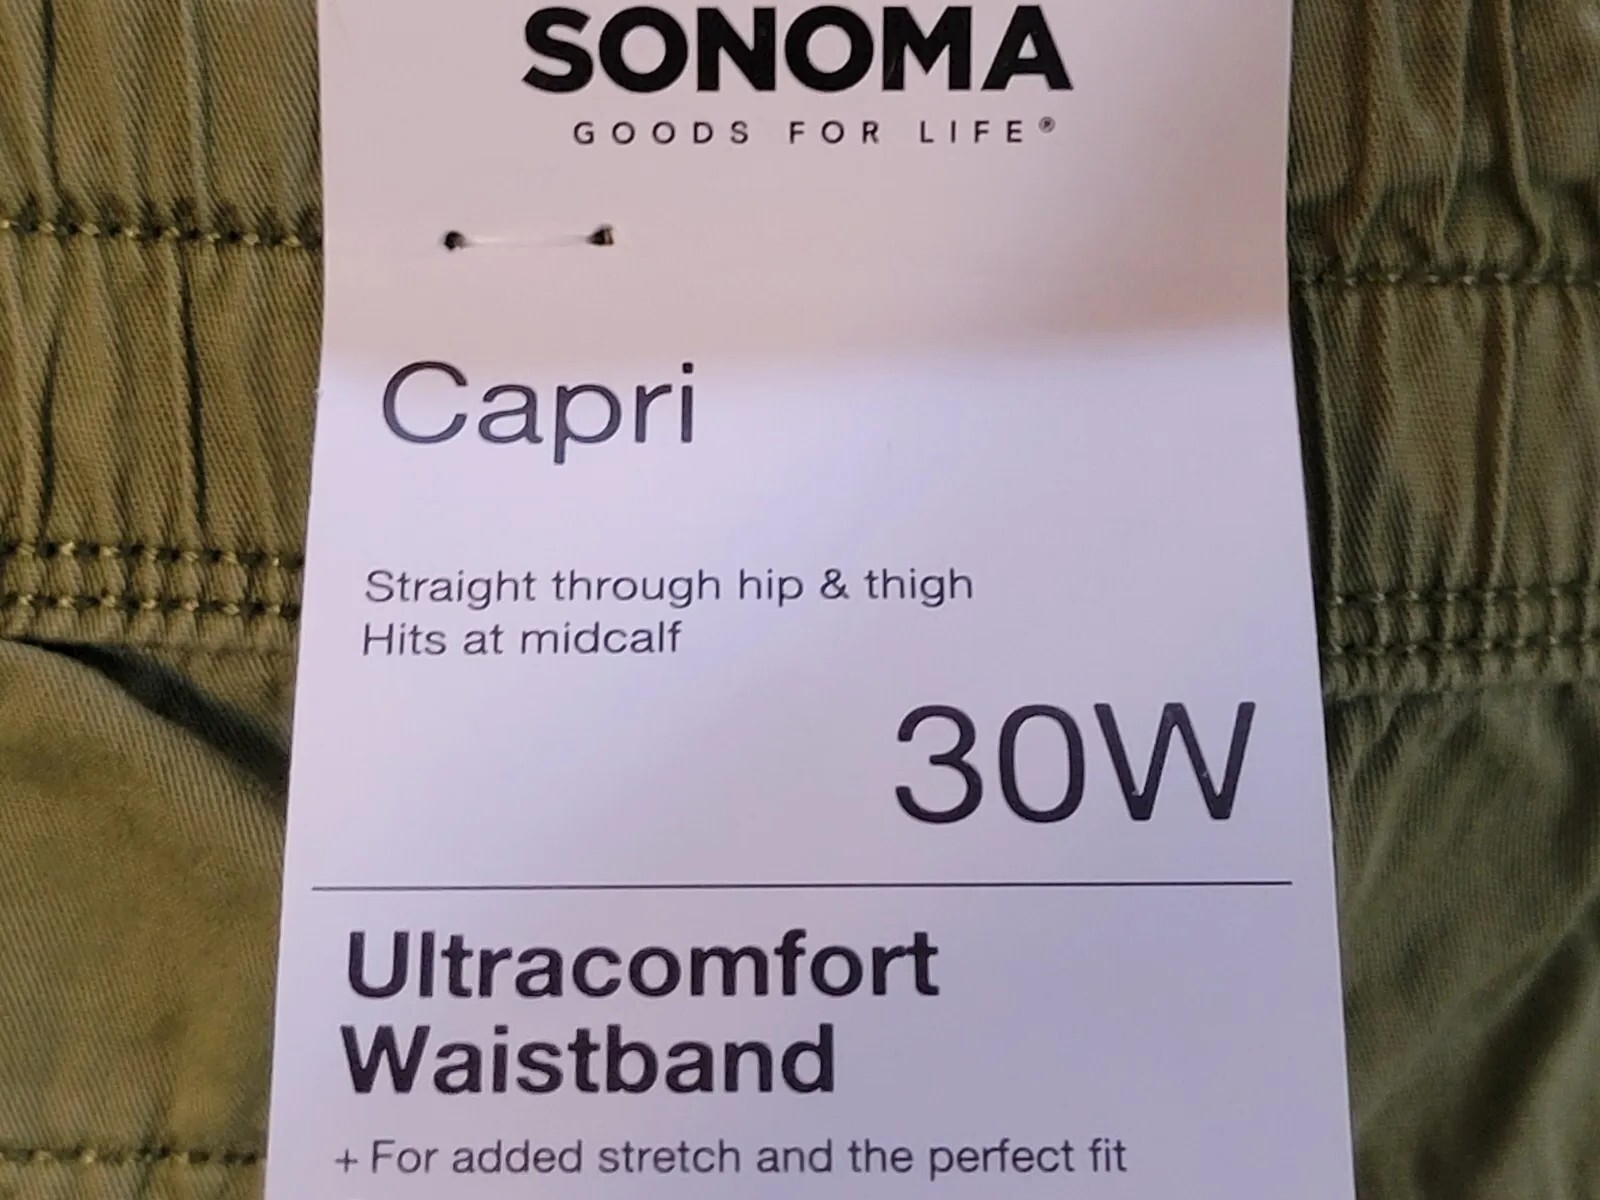 SONOMA
GOODS FOR LIFE®
Capri
Straight through hip & thigh
Hits at midcalf
30W
Ultracomfort
Waistband
+ For added stretch and the perfect fit